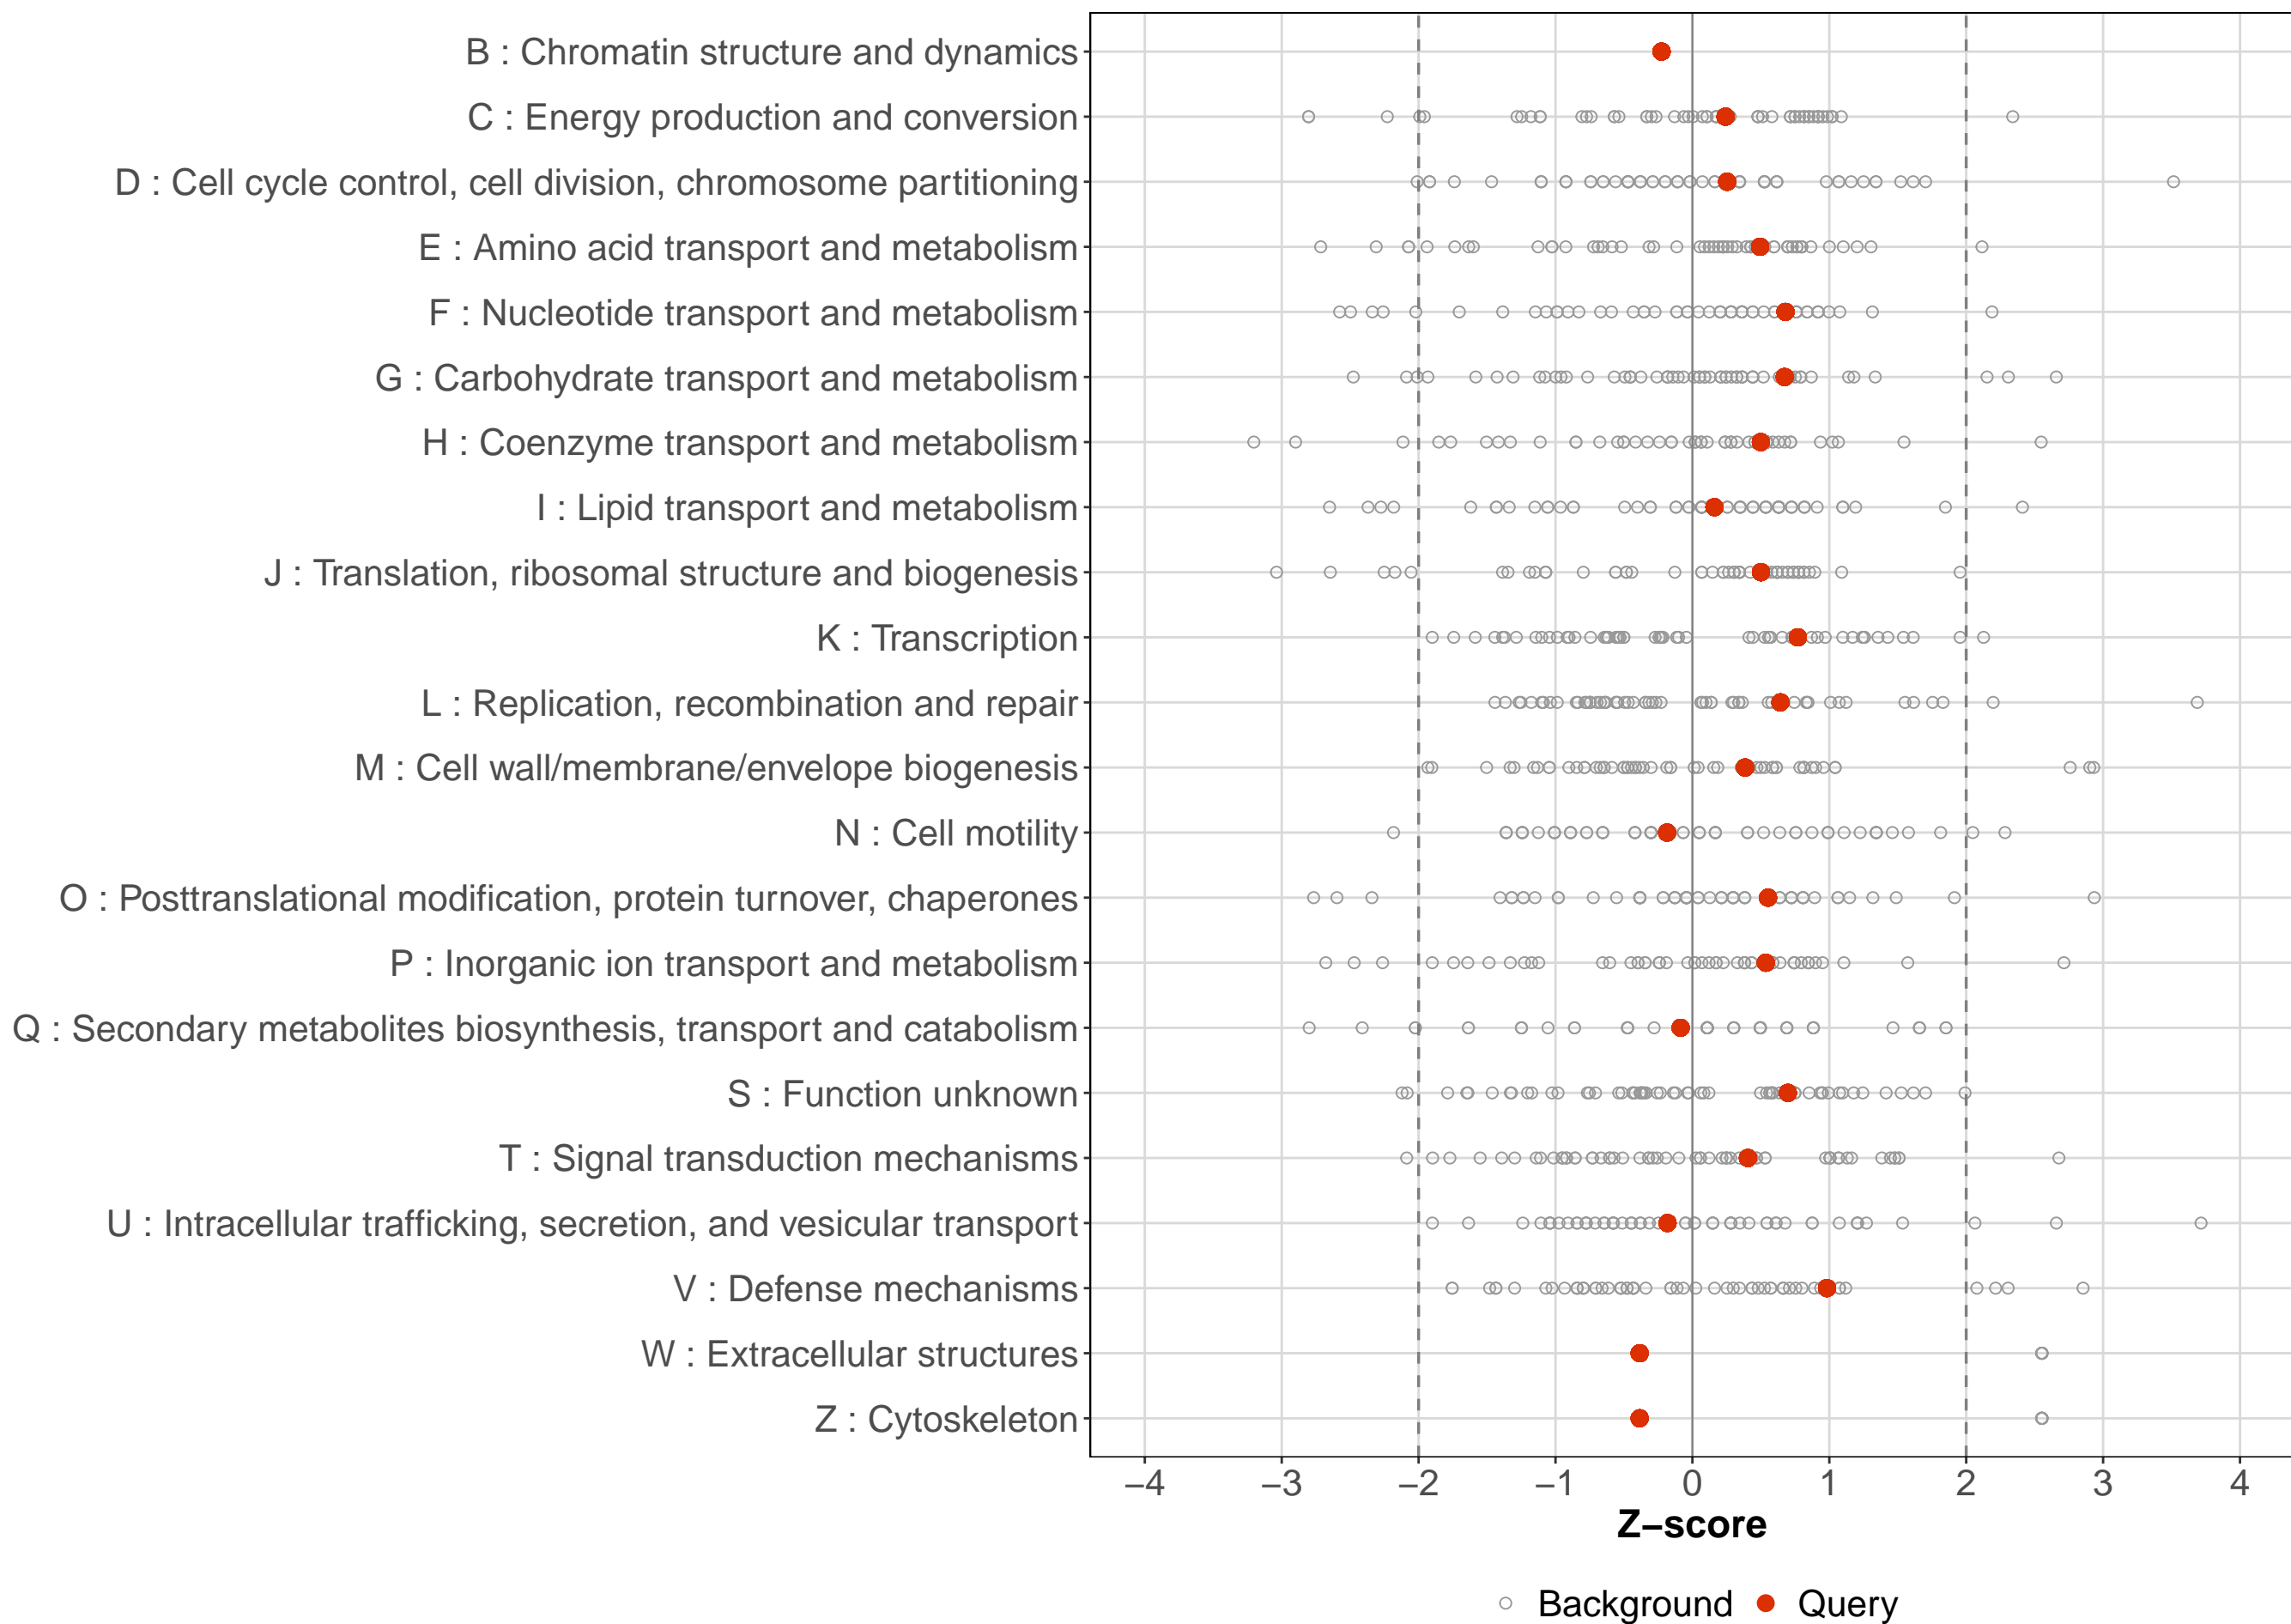 B : Chromatin structure and dynamics
C : Energy production and conversion
D : Cell cycle control, cell division, chromosome partitioning
E : Amino acid transport and metabolism
F : Nucleotide transport and metabolism
G : Carbohydrate transport and metabolism
H : Coenzyme transport and metabolism
I : Lipid transport and metabolism
J : Translation, ribosomal structure and biogenesis
K : Transcription
L : Replication, recombination and repair
M : Cell wall/membrane/envelope biogenesis
N : Cell motility
O : Posttranslational modification, protein turnover, chaperones
P : Inorganic ion transport and metabolism
Q : Secondary metabolites biosynthesis, transport and catabolism
S : Function unknown
T : Signal transduction mechanisms
U : Intracellular trafficking, secretion, and vesicular transport
V : Defense mechanisms
W : Extracellular structures
Z : Cytoskeleton
−4 −3 −2 −1 0 1 2 3 4
Z−score
Background Query